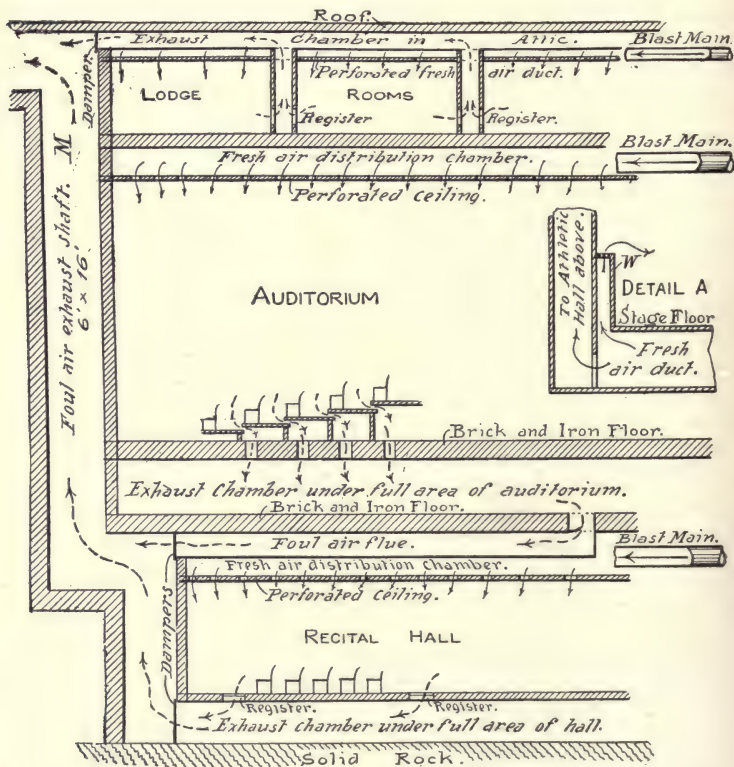 Roof.
Exhaust Chamber in Attic.
Blast Main.
Damper.
Perforated fresh air duct.
LODGE ROOMS
Register
Register.
Fresh air distribution chamber.
Blast Main.
Perforated Ceiling.
Foul air exhaust shaft. M
6' x 16'
To Athletic
Hall above.
W
DETAIL A
Stage Floor
Fresh
air duct.
AUDITORIUM
Brick and Iron Floor.
Exhaust Chamber under full area of auditorium.
Brick and Iron Floor.
Foul air flue.
Blast Main.
Fresh air distribution chamber.
Perforated Ceiling.
Dampers
RECITAL HALL
Register.
Register.
Exhaust chamber under full area of hall.
Solid Rock.